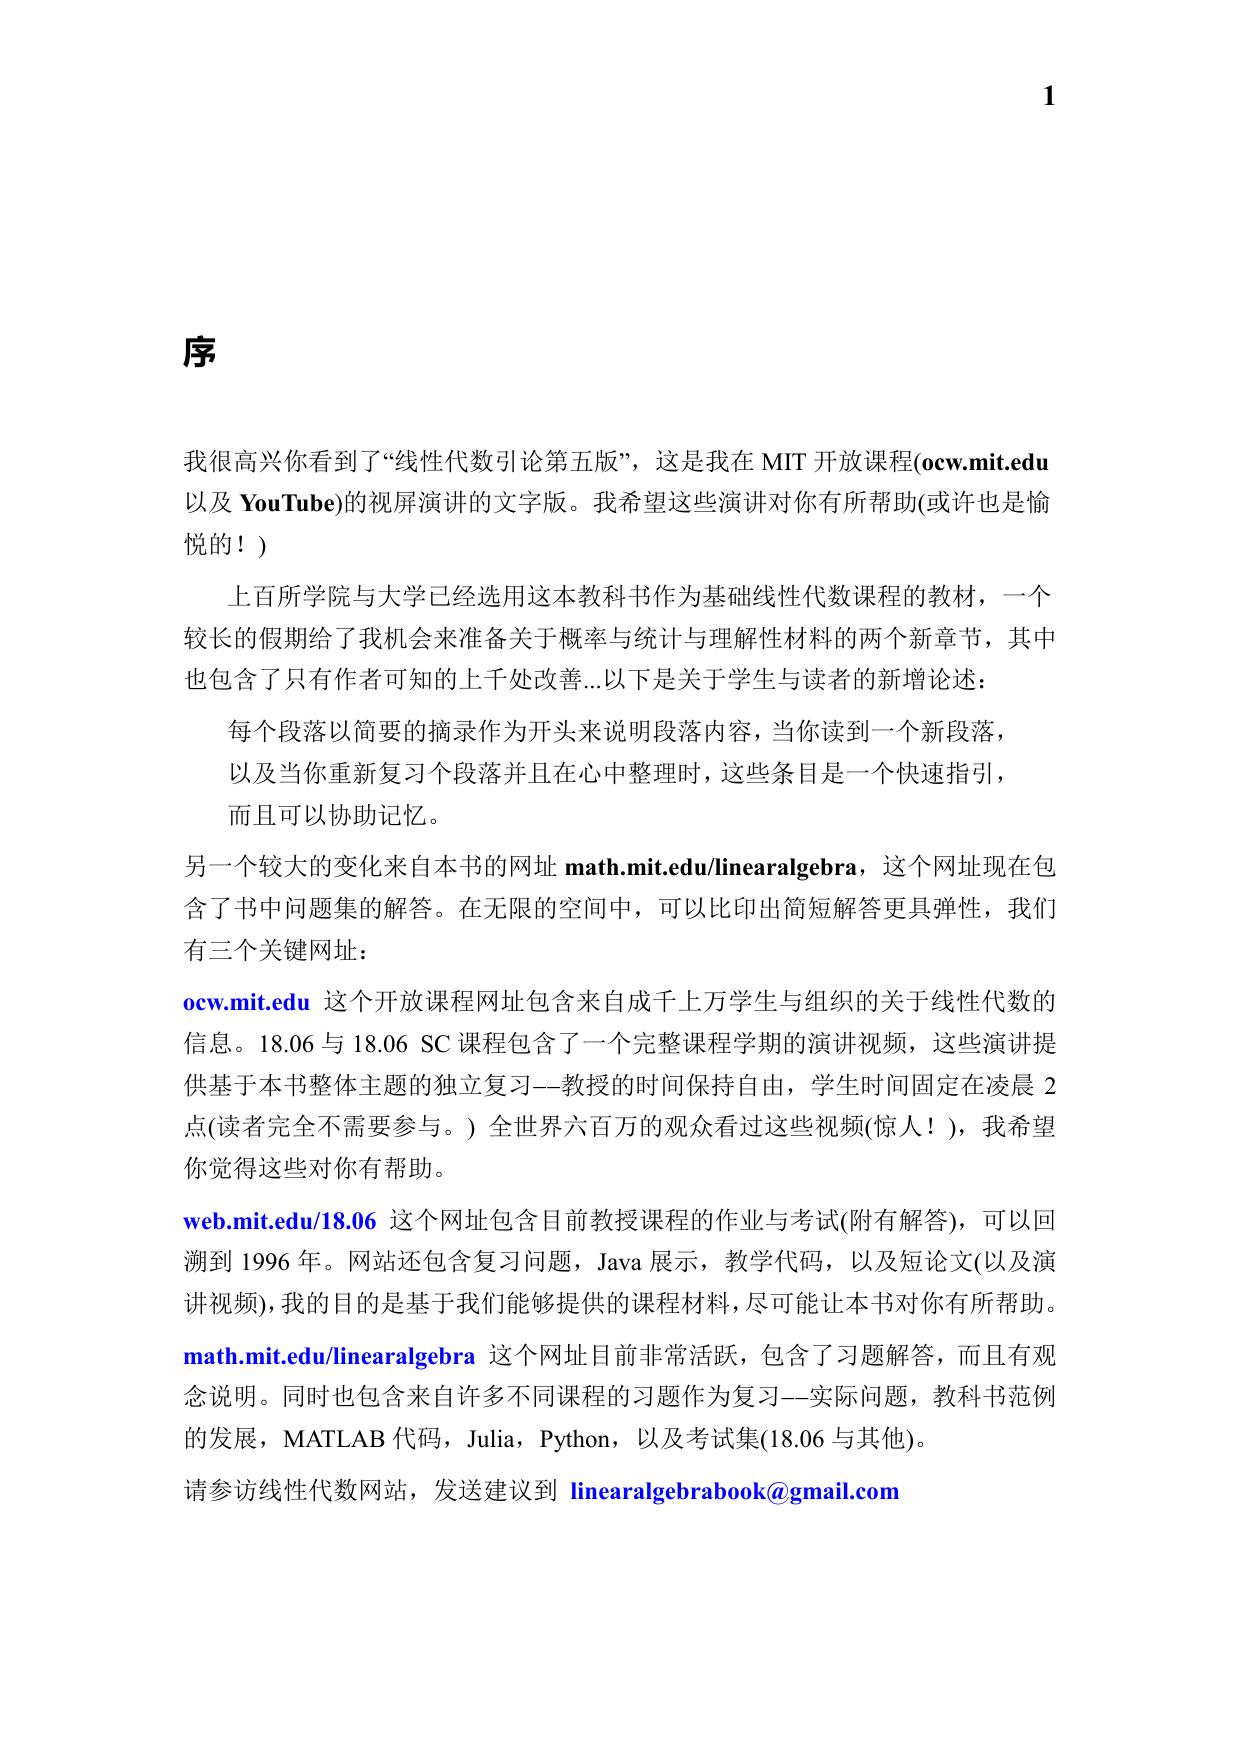 1
序
我很高兴你看到了“线性代数引论第五版”，这是我在 MIT 开放课程(ocw.mit.edu
以及 YouTube)的视屏演讲的文字版。我希望这些演讲对你有所帮助(或许也是愉
悦的！)
上百所学院与大学已经选用这本教科书作为基础线性代数课程的教材，一个
较长的假期给了我机会来准备关于概率与统计与理解性材料的两个新章节，其中
也包含了只有作者可知的上千处改善...以下是关于学生与读者的新增论述：
每个段落以简要的摘录作为开头来说明段落内容，当你读到一个新段落，
以及当你重新复习个段落并且在心中整理时，这些条目是一个快速指引，
而且可以协助记忆。
另一个较大的变化来自本书的网址 math.mit.edu/linearalgebra，这个网址现在包
含了书中问题集的解答。在无限的空间中，可以比印出简短解答更具弹性，我们
有三个关键网址：
ocw.mit.edu 这个开放课程网址包含来自成千上万学生与组织的关于线性代数的
信息。18.06 与 18.06 SC 课程包含了一个完整课程学期的演讲视频，这些演讲提
供基于本书整体主题的独立复习––教授的时间保持自由，学生时间固定在凌晨 2
点(读者完全不需要参与。) 全世界六百万的观众看过这些视频(惊人！)，我希望
你觉得这些对你有帮助。
web.mit.edu/18.06 这个网址包含目前教授课程的作业与考试(附有解答)，可以回
溯到 1996 年。网站还包含复习问题，Java 展示，教学代码，以及短论文(以及演
讲视频)，我的目的是基于我们能够提供的课程材料，尽可能让本书对你有所帮助。
math.mit.edu/linearalgebra 这个网址目前非常活跃，包含了习题解答，而且有观
念说明。同时也包含来自许多不同课程的习题作为复习––实际问题，教科书范例
的发展，MATLAB 代码，Julia，Python，以及考试集(18.06 与其他)。
请参访线性代数网站，发送建议到 linearalgebrabook@gmail.com